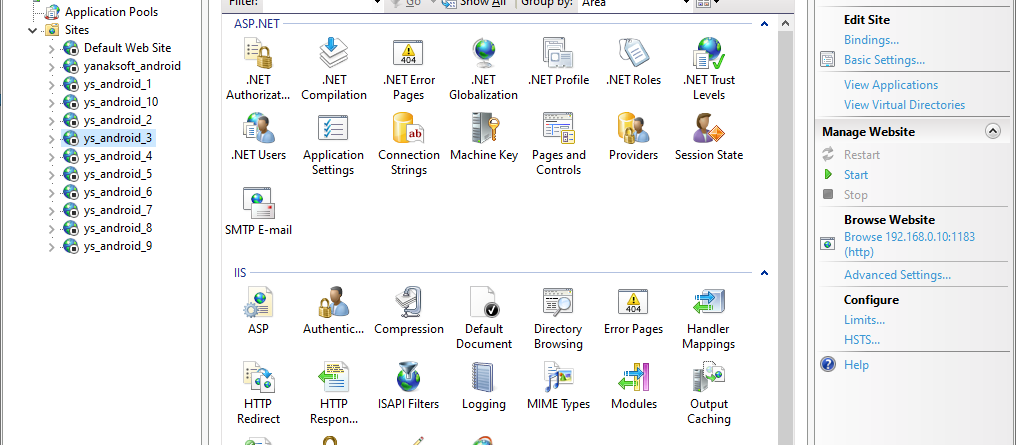 Filter:
Go
Show All
Group by:
Area
Application Pools
Sites
Default Web Site
yanaksoft_android
ys_android_1
ys_android_10
ys_android_2
ys_android_3
ys_android_4
ys_android_5
ys_android_6
ys_android_7
ys_android_8
ys_android_9
ASP.NET
.NET
Authorizat...
.NET
Compilation
.NET Error
Pages
.NET
Globalization
.NET Profile
.NET Roles
.NET Trust
Levels
.NET Users
Application
Settings
Connection
Strings
Machine Key
Pages and
Controls
Providers
Session State
SMTP E-mail
IIS
ASP
Authentic...
Compression
Default
Document
Directory
Browsing
Error Pages
Handler
Mappings
HTTP
Redirect
HTTP
Respon...
ISAPI Filters
Logging
MIME Types
Modules
Output
Caching
Edit Site
Bindings...
Basic Settings...
View Applications
View Virtual Directories
Manage Website
Restart
Start
Stop
Browse Website
Browse 192.168.0.10:1183
(http)
Advanced Settings...
Configure
Limits...
HSTS...
Help